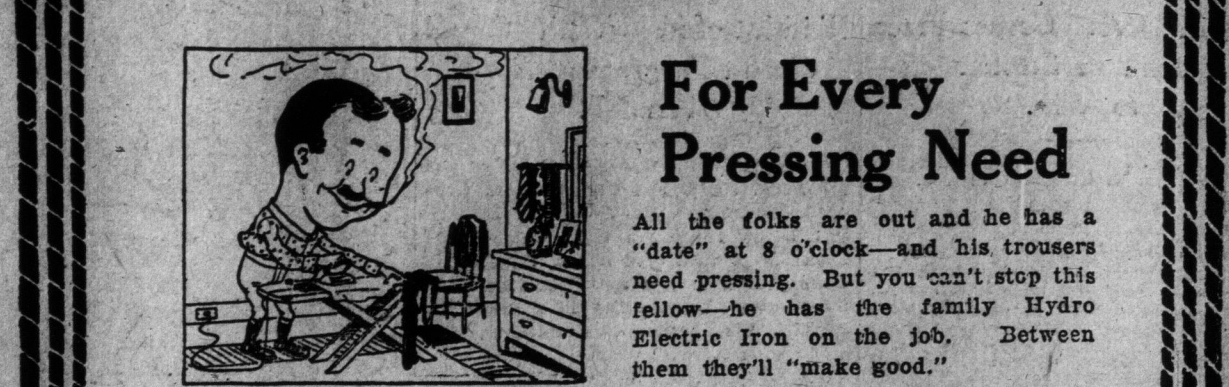 For Every
Pressing Need
All the folks are out and he has a
“date” at 8 o’clock—and his trousers
need pressing. But you can’t stop this
fellow—he has the family Hydro
Electric Iron on the job. Between
them they’ll “make good.”